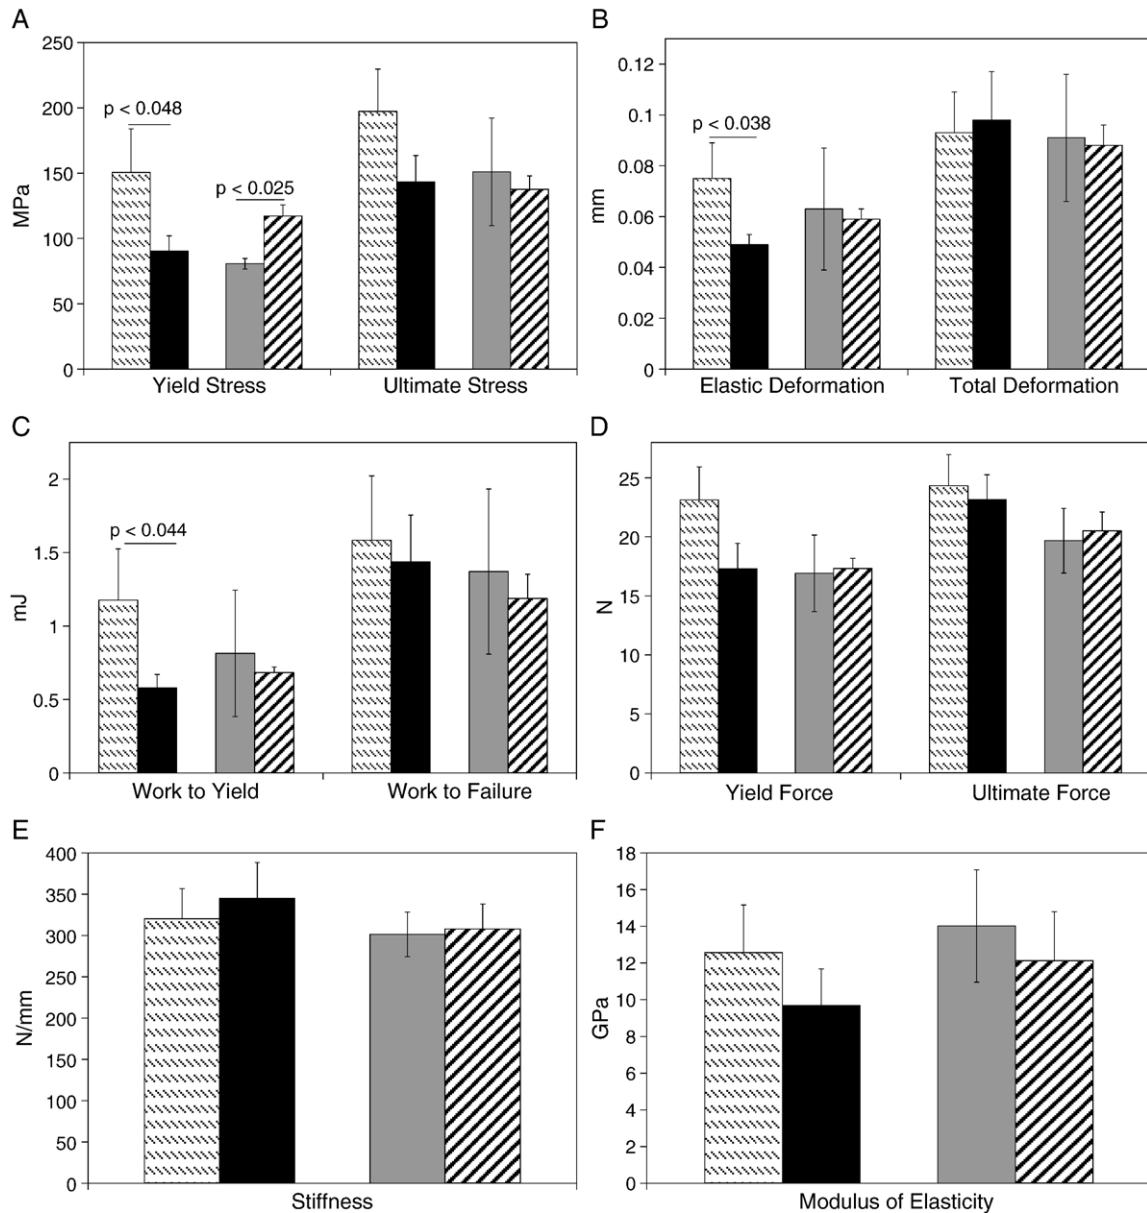 A
250
200
150
100
50
0
MPa
p < 0.048
p < 0.025
Yield Stress
Ultimate Stress
B
0.12
0.1
0.08
0.06
0.04
0.02
0
mm
p < 0.038
Elastic Deformation
Total Deformation
C
2
1.5
1
0.5
0
mJ
p < 0.044
Work to Yield
Work to Failure
D
25
20
15
10
5
0
N
Yield Force
Ultimate Force
E
400
350
300
250
200
150
100
50
0
N/mm
Stiffness
F
18
16
14
12
10
8
6
4
2
0
GPa
Modulus of Elasticity